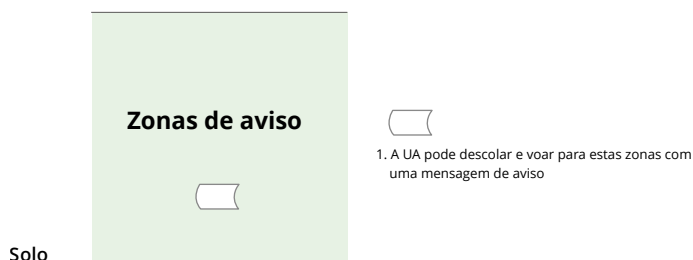 Zonas de aviso
1. A UA pode descolar e voar para estas zonas com
uma mensagem de aviso
Solo